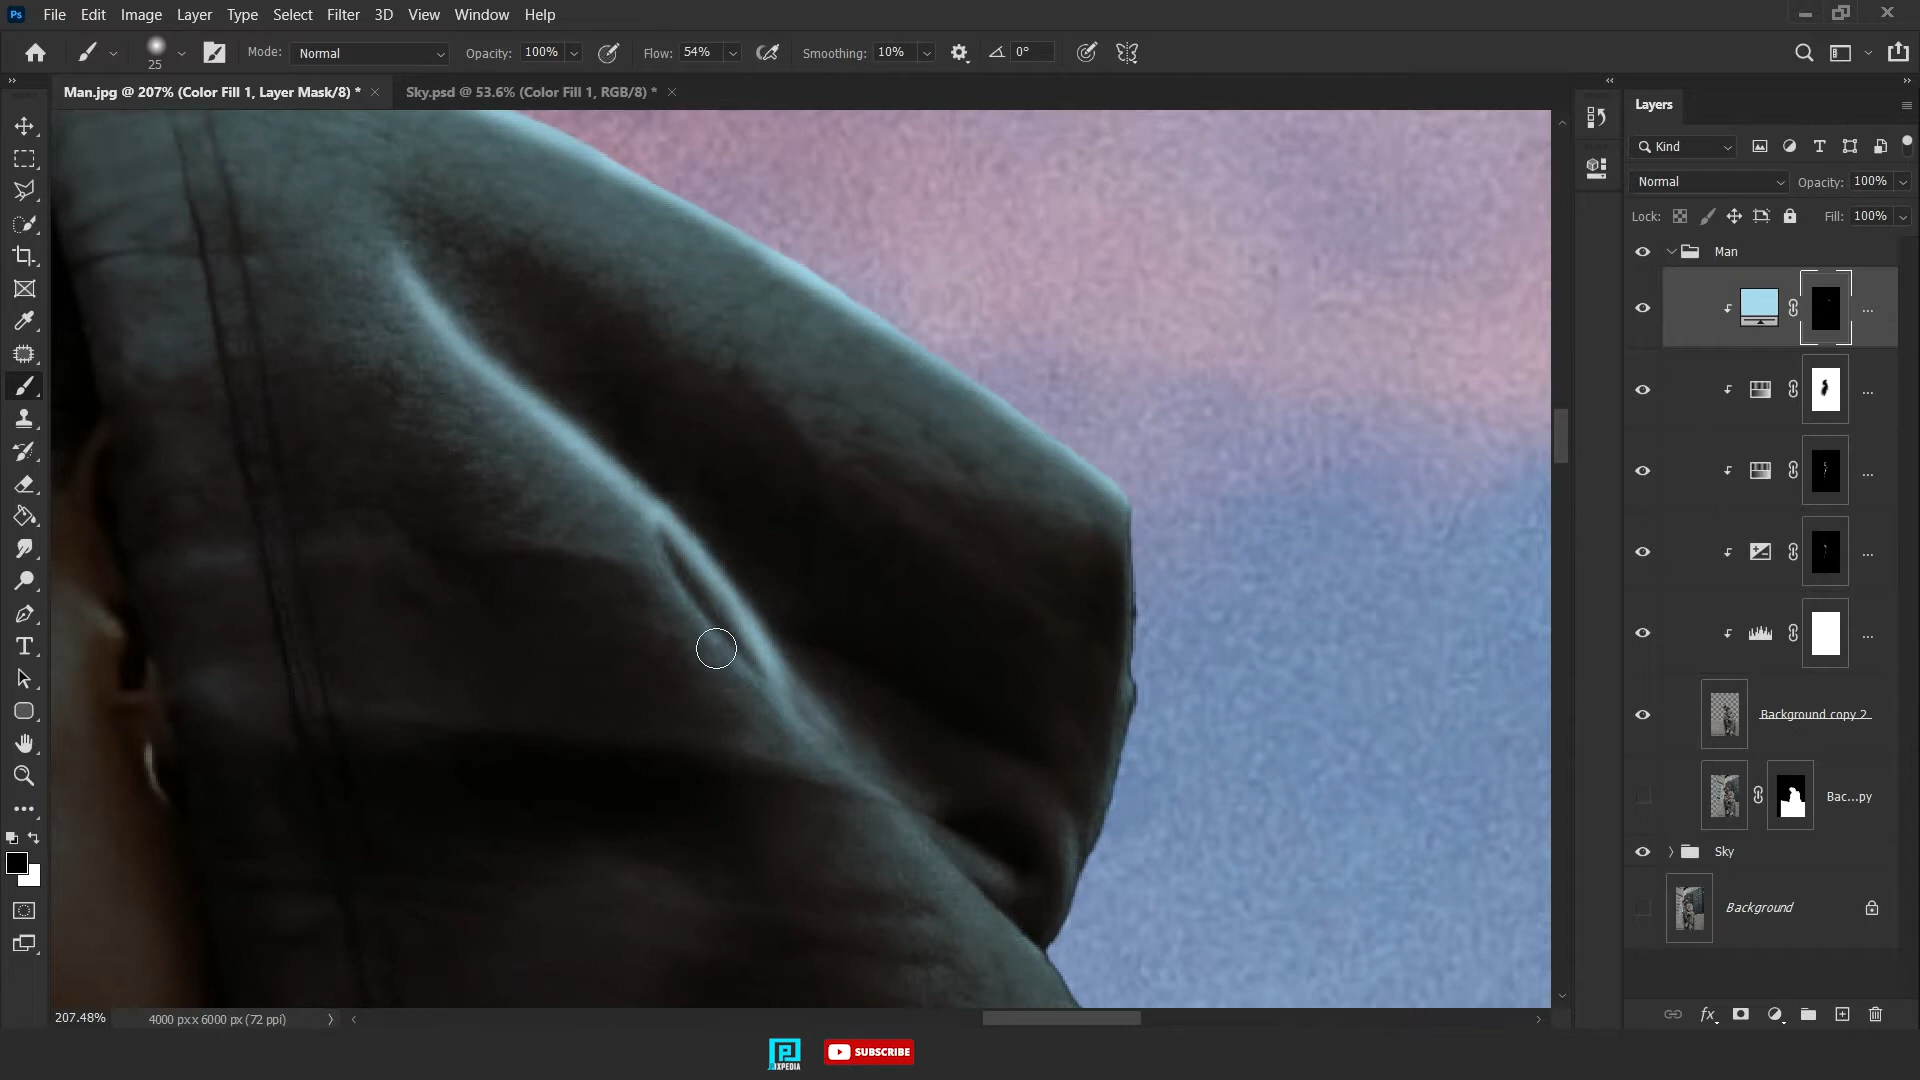 Ps File Edit Image Layer Type Select Filter 3D View Window Help
25 Mode: Normal Opacity: 100% Flow: 54% Smoothing: 10% 0°
Man.jpg @ 207% (Color Fill 1, Layer Mask/8) * Sky.psd @ 53.6% (Color Fill 1, RGB/8) *
Layers
Kind
Normal Opacity: 100%
Lock: Fill: 100%
Man
...
...
...
...
...
Background copy 2
Bac...py
Sky
Background
207.48% 4000 px x 6000 px (72 ppi)
fx
PIXPEDIA SUBSCRIBE